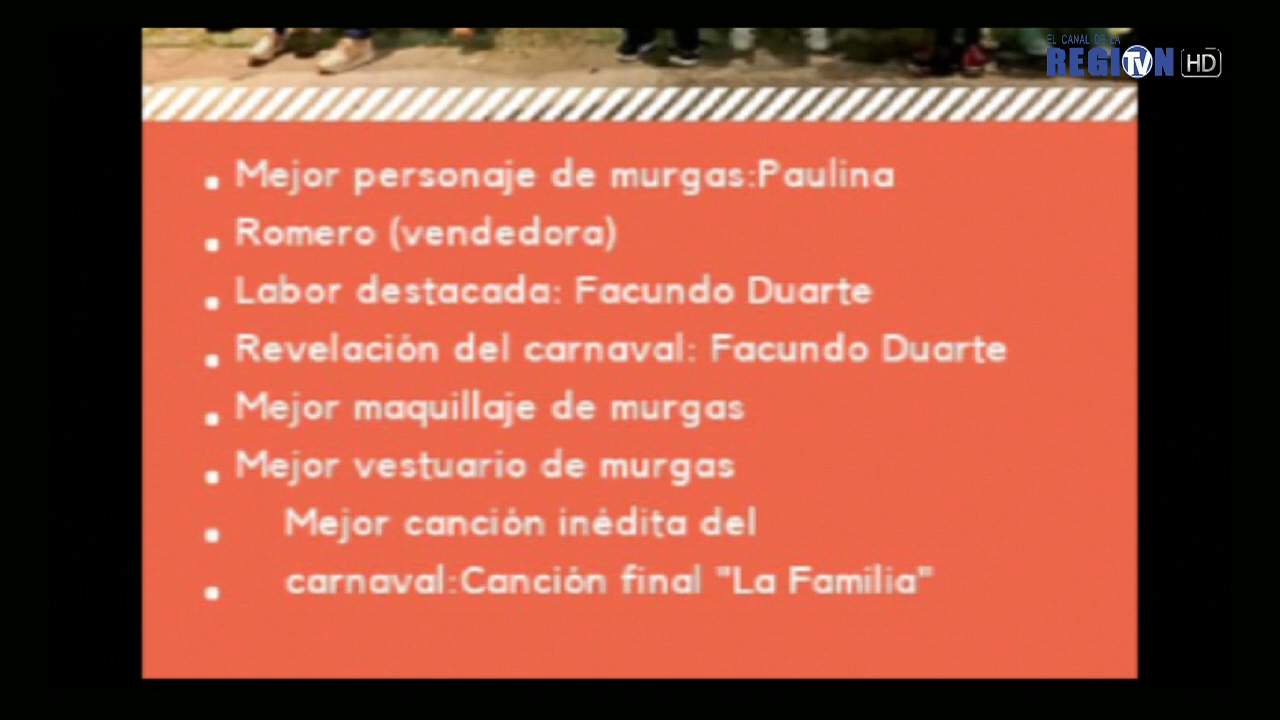 EL CANAL DE LA
REGITVN HD
Mejor personaje de murgas:Paulina
Romero (vendedora)
Labor destacada: Facundo Duarte
Revelación del carnaval: Facundo Duarte
Mejor maquillaje de murgas
Mejor vestuario de murgas
Mejor canción inédita del
carnaval:Canción final "La Familia"